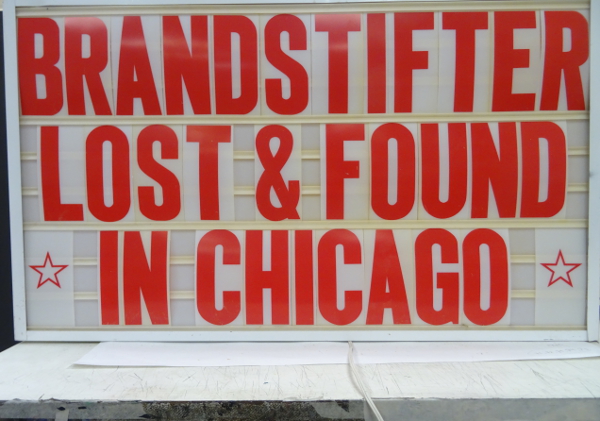 BRANDSTIFTER
LOST & FOUND
IN CHICAGO